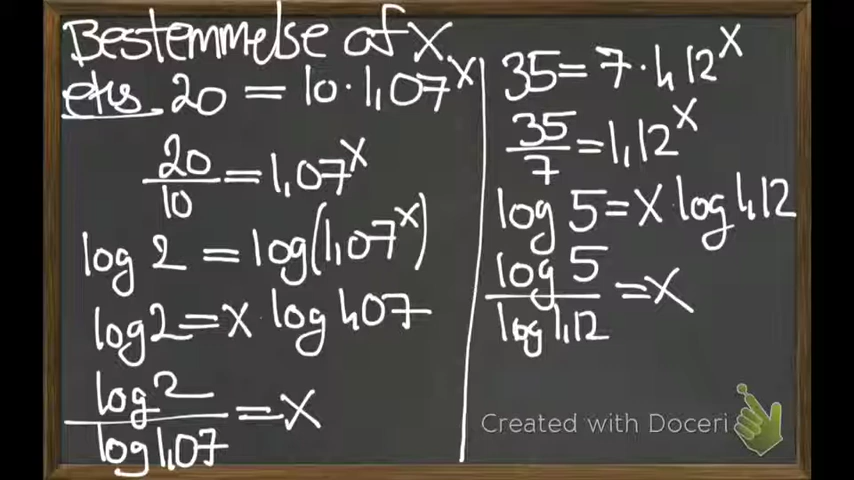 Bestemmelse af X.
eks. 20 = 10 · 1,07^x
20/10 = 1,07^x
log 2 = log(1,07^x)
log 2 = x · log 1,07
log 2 / log 1,07 = x
35 = 7 · 1,12^x
35/7 = 1,12^x
log 5 = x · log 1,12
log 5 / log 1,12 = x
Created with Doceri